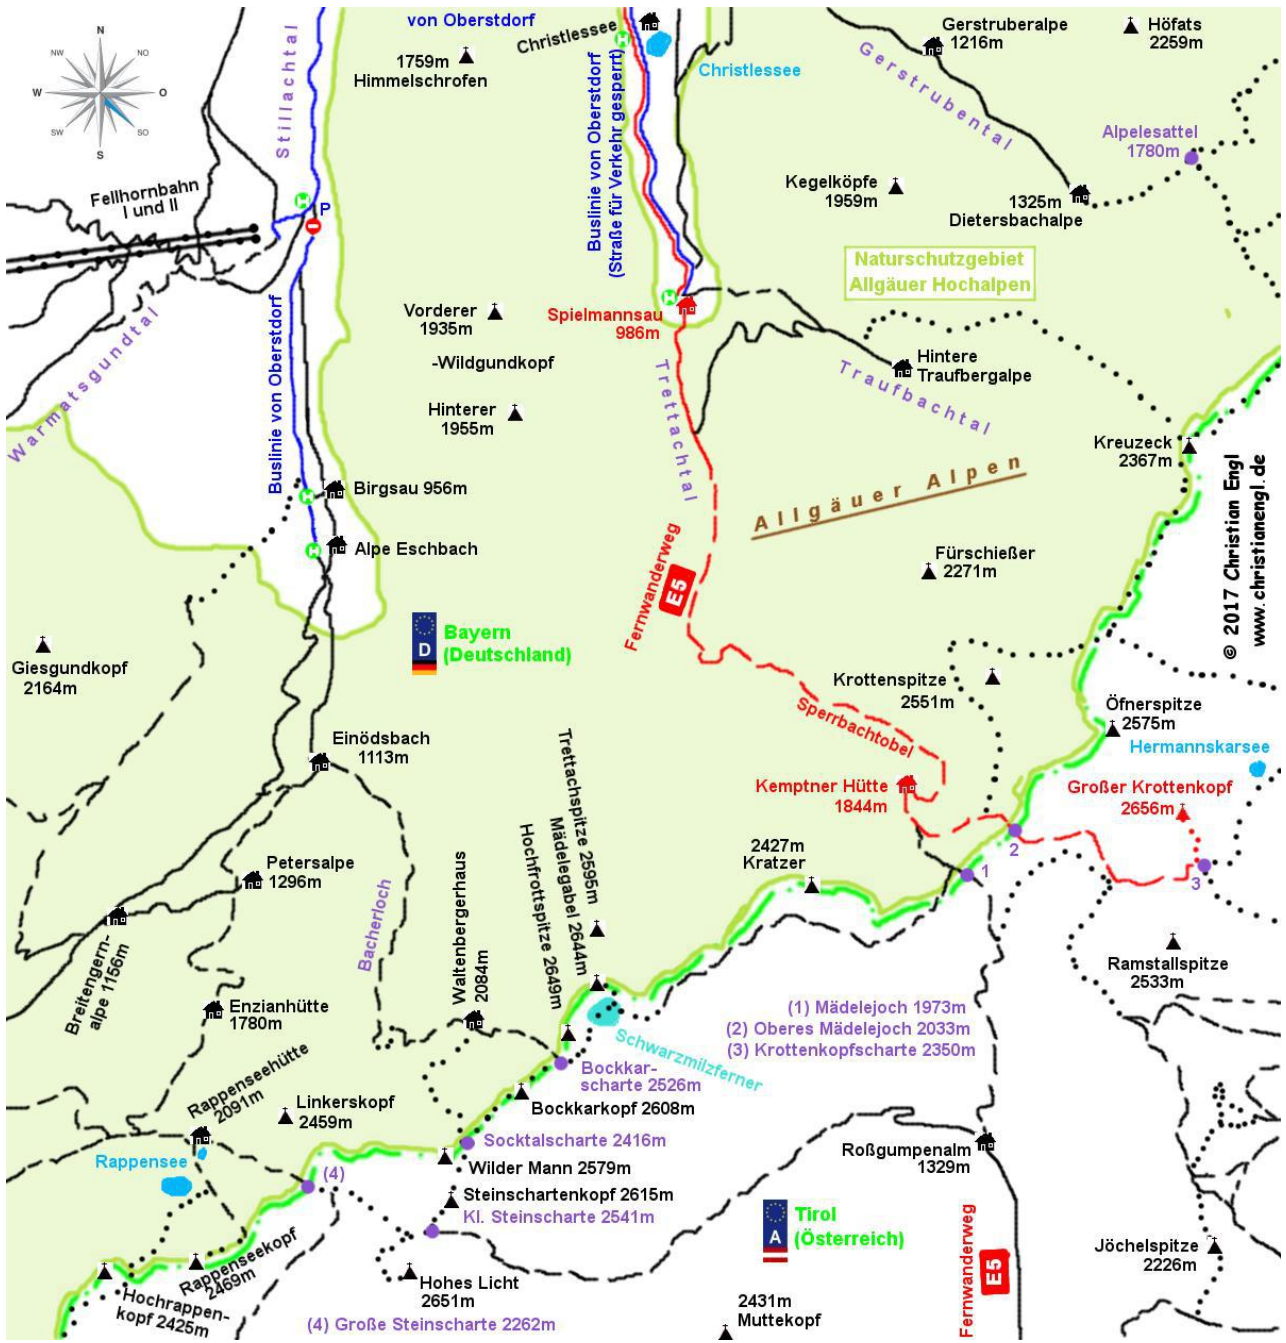 N
NW
NO
W
O
SW
SO
S
Stillachtal
von Oberstdorf
1759m
Himmelschrofen
Christlessee
Christlessee
Buslinie von Oberstdorf
(Straße für Verkehr gesperrt)
Gerstruberalpe
1216m
Höfats
2259m
Gerstrubental
Alpelesattel
1780m
Kegelköpfe
1959m
1325m
Dietersbachalpe
Fellhornbahn
I und II
H
P
Naturschutzgebiet
Allgäuer Hochalpen
Warmatsgundtal
Buslinie von Oberstdorf
Vorderer
1935m
-Wildgundkopf
Hinterer
1955m
H
H
Spielmannsau
986m
Trettachtal
Hintere
Traufbergalpe
Traufbachtal
Kreuzeck
2367m
© 2017 Christian Engl
www.christianengl.de
H
Birgsau 956m
H
Alpe Eschbach
Allgäuer Alpen
Fürschießer
2271m
Fernwanderweg
E5
D
Bayern
(Deutschland)
Giesgundkopf
2164m
Krottenspitze
2551m
Öfnerspitze
2575m
Hermannskarsee
Sperrbachtobel
Einödsbach
1113m
Kemptner Hütte
1844m
Großer Krottenkopf
2656m
Trettachspitze 2595m
Mädelegabel 2644m
Hochfrottspitze 2649m
2427m
Kratzer
2
1
3
Petersalpe
1296m
Bacherloch
Waltenbergerhaus
2084m
Breitengern-
alpe 1156m
Enzianhütte
1780m
Ramstallspitze
2533m
(1) Mädelejoch 1973m
(2) Oberes Mädelejoch 2033m
(3) Krottenkopfscharte 2350m
Schwarzmilzferner
Bockkar-
scharte 2526m
Bockkarkopf 2608m
Rappenseehütte
2091m
Linkerskopf
2459m
Socktalscharte 2416m
Rappensee
(4)
Wilder Mann 2579m
Steinschartenkopf 2615m
Kl. Steinscharte 2541m
Roßgumpenalm
1329m
A
Tirol
(Österreich)
Fernwanderweg
E5
Jöchelspitze
2226m
Rappenseekopf
2469m
Hochrappen-
kopf 2425m
Hohes Licht
2651m
(4) Große Steinscharte 2262m
2431m
Muttekopf